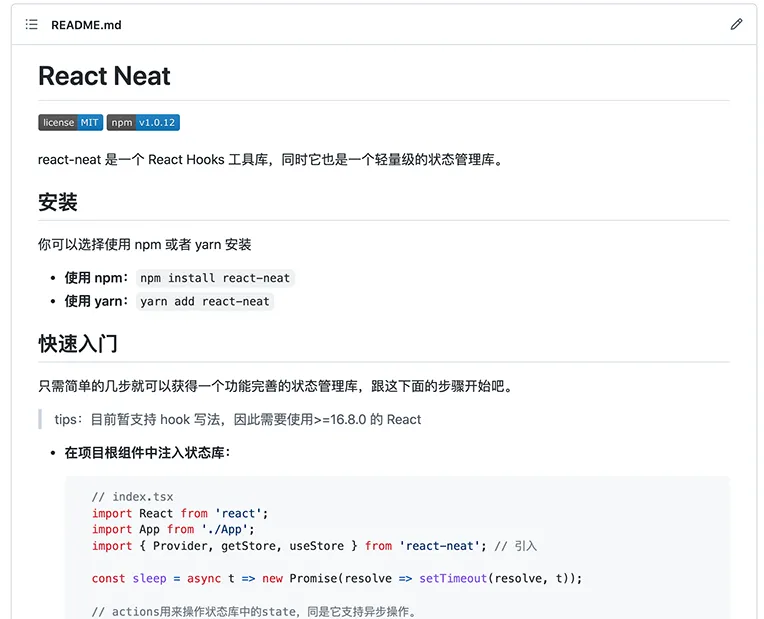 README.md
React Neat
license MIT npm v1.0.12
react-neat 是一个 React Hooks 工具库，同时它也是一个轻量级的状态管理库。
安装
你可以选择使用 npm 或者 yarn 安装
• 使用 npm： npm install react-neat
• 使用 yarn： yarn add react-neat
快速入门
只需简单的几步就可以获得一个功能完善的状态管理库，跟这下面的步骤开始吧。
tips：目前暂支持 hook 写法，因此需要使用>=16.8.0 的 React
• 在项目根组件中注入状态库：
// index.tsx
import React from 'react';
import App from './App';
import { Provider, getStore, useStore } from 'react-neat'; // 引入
const sleep = async t => new Promise(resolve => setTimeout(resolve, t));
// actions用来操作状态库中的state，同是它支持异步操作。